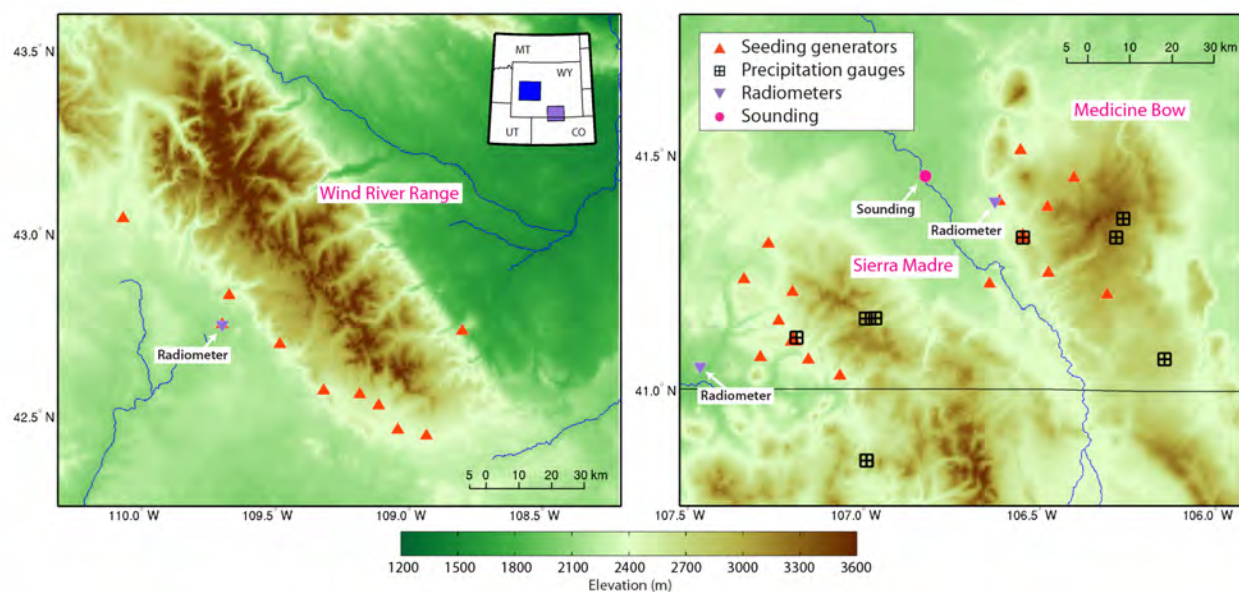 43.5° N
43.0° N
42.5° N
110.0° W
109.5° W
109.0° W
108.5° W
MT
WY
UT
CO
Wind River Range
Radiometer
5 0 10 20 30 km
Seeding generators
Precipitation gauges
Radiometers
Sounding
5 0 10 20 30 km
Medicine Bow
41.5° N
41.0° N
Sounding
Radiometer
Sierra Madre
Radiometer
107.5° W
107.0° W
106.5° W
106.0° W
1200 1500 1800 2100 2400 2700 3000 3300 3600
Elevation (m)